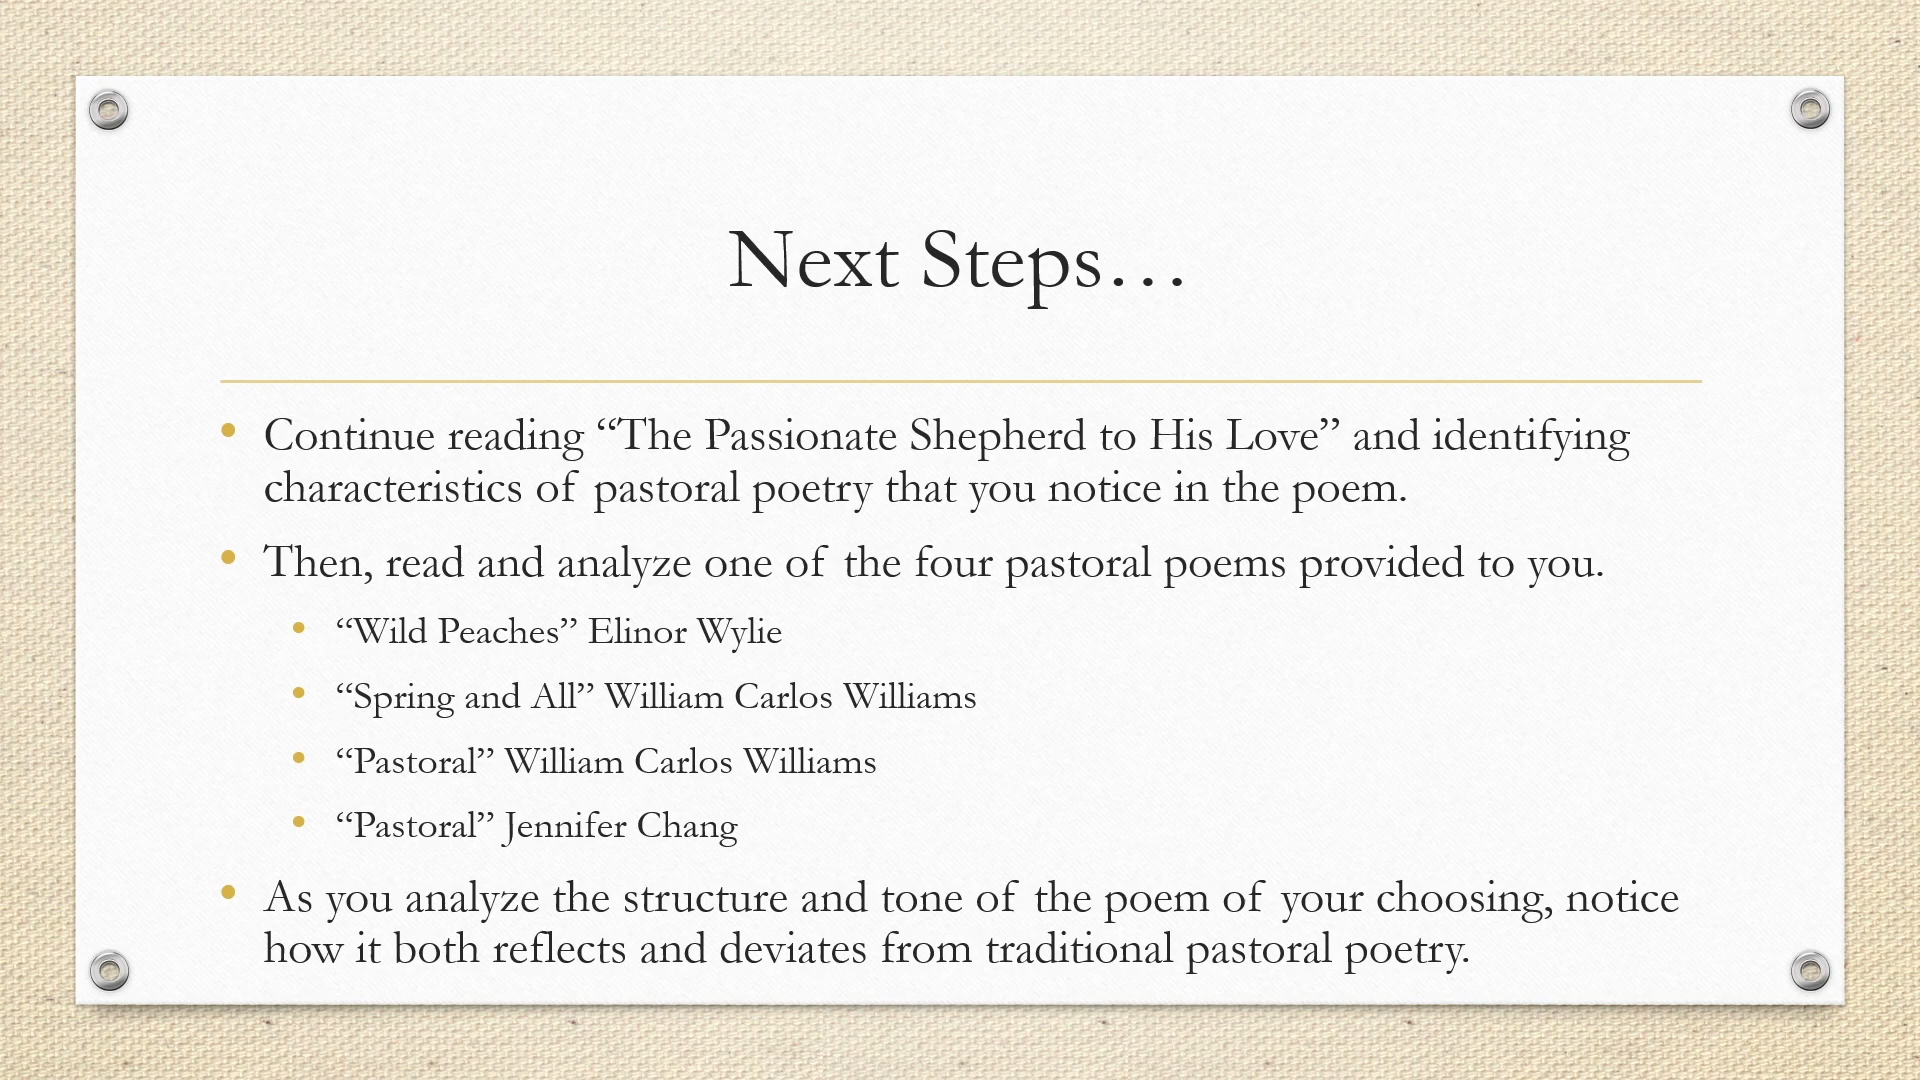 Next Steps…
Continue reading “The Passionate Shepherd to His Love” and identifying
characteristics of pastoral poetry that you notice in the poem.
Then, read and analyze one of the four pastoral poems provided to you.
“Wild Peaches” Elinor Wylie
“Spring and All” William Carlos Williams
“Pastoral” William Carlos Williams
“Pastoral” Jennifer Chang
As you analyze the structure and tone of the poem of your choosing, notice
how it both reflects and deviates from traditional pastoral poetry.